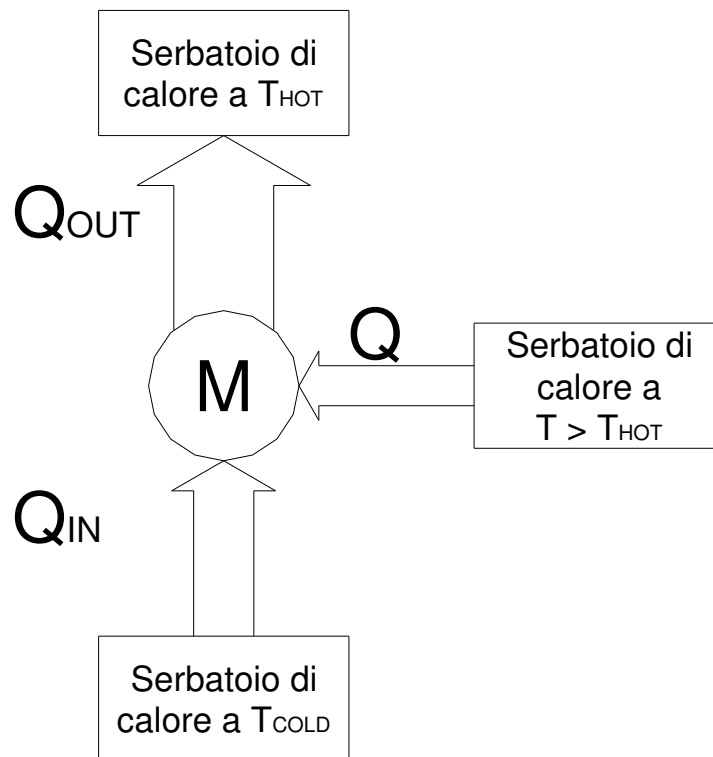 Serbatoio di
calore a THOT
QOUT
Q
Serbatoio di
calore a
T > THOT
M
QIN
Serbatoio di
calore a TCOLD